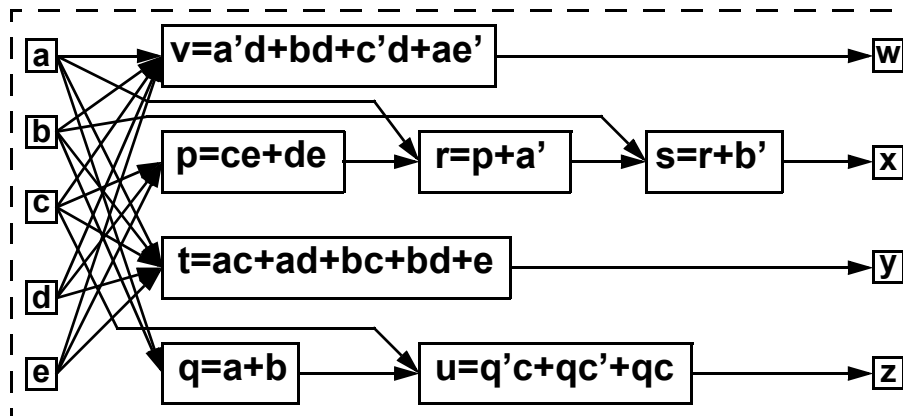 a v=a’d+bd+c’d+ae’ w
b p=ce+de r=p+a’ s=r+b’ x
c
t=ac+ad+bc+bd+e y
d
e q=a+b u=q’c+qc’+qc z